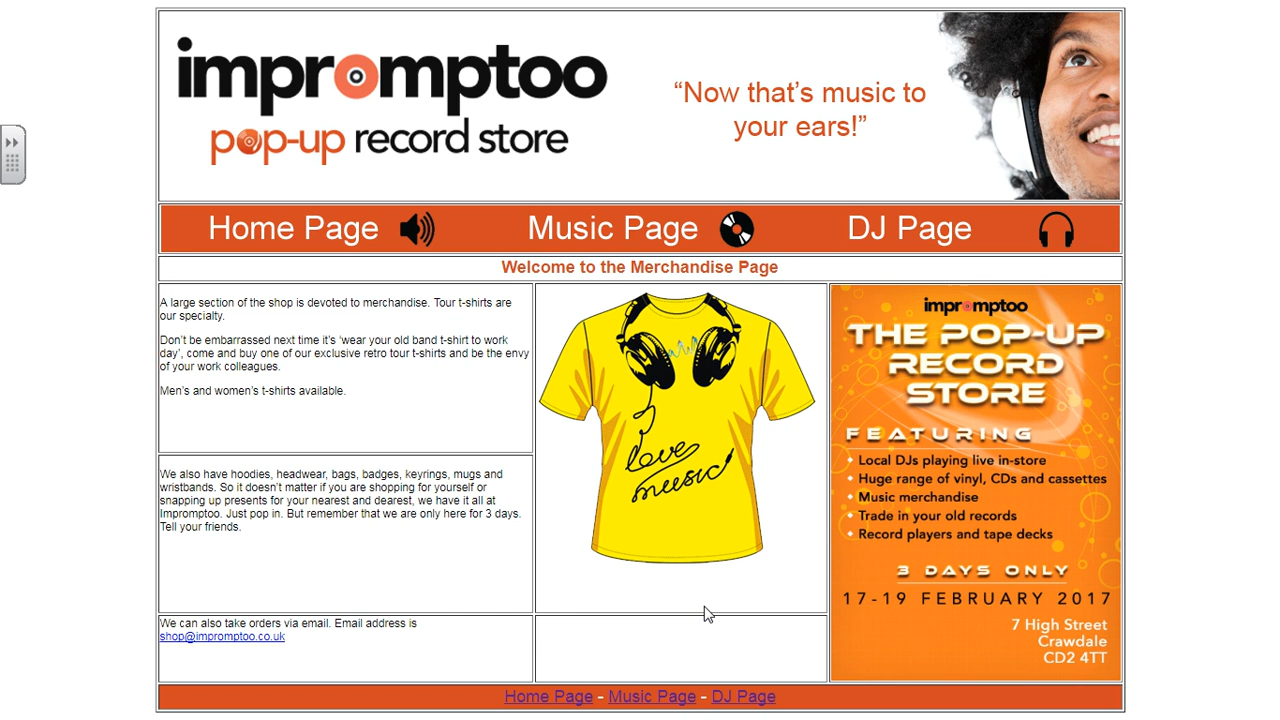 impromptoo
pop-up record store
“Now that’s music to
your ears!”
Home Page
Music Page
DJ Page
Welcome to the Merchandise Page
A large section of the shop is devoted to merchandise. Tour t-shirts are
our specialty.
Don’t be embarrassed next time it’s ‘wear your old band t-shirt to work
day’, come and buy one of our exclusive retro tour t-shirts and be the envy
of your work colleagues.
Men’s and women’s t-shirts available.
We also have hoodies, headwear, bags, badges, keyrings, mugs and
wristbands. So it doesn’t matter if you are shopping for yourself or
snapping up presents for your nearest and dearest, we have it all at
Impromptoo. Just pop in. But remember that we are only here for 3 days.
Tell your friends.
We can also take orders via email. Email address is
shop@impromptoo.co.uk
I love
music
impromptoo
THE POP-UP
RECORD
STORE
FEATURING
Local DJs playing live in-store
Huge range of vinyl, CDs and cassettes
Music merchandise
Trade in your old records
Record players and tape decks
3 DAYS ONLY
17-19 FEBRUARY 2017
7 High Street
Crawdale
CD2 4TT
Home Page - Music Page - DJ Page